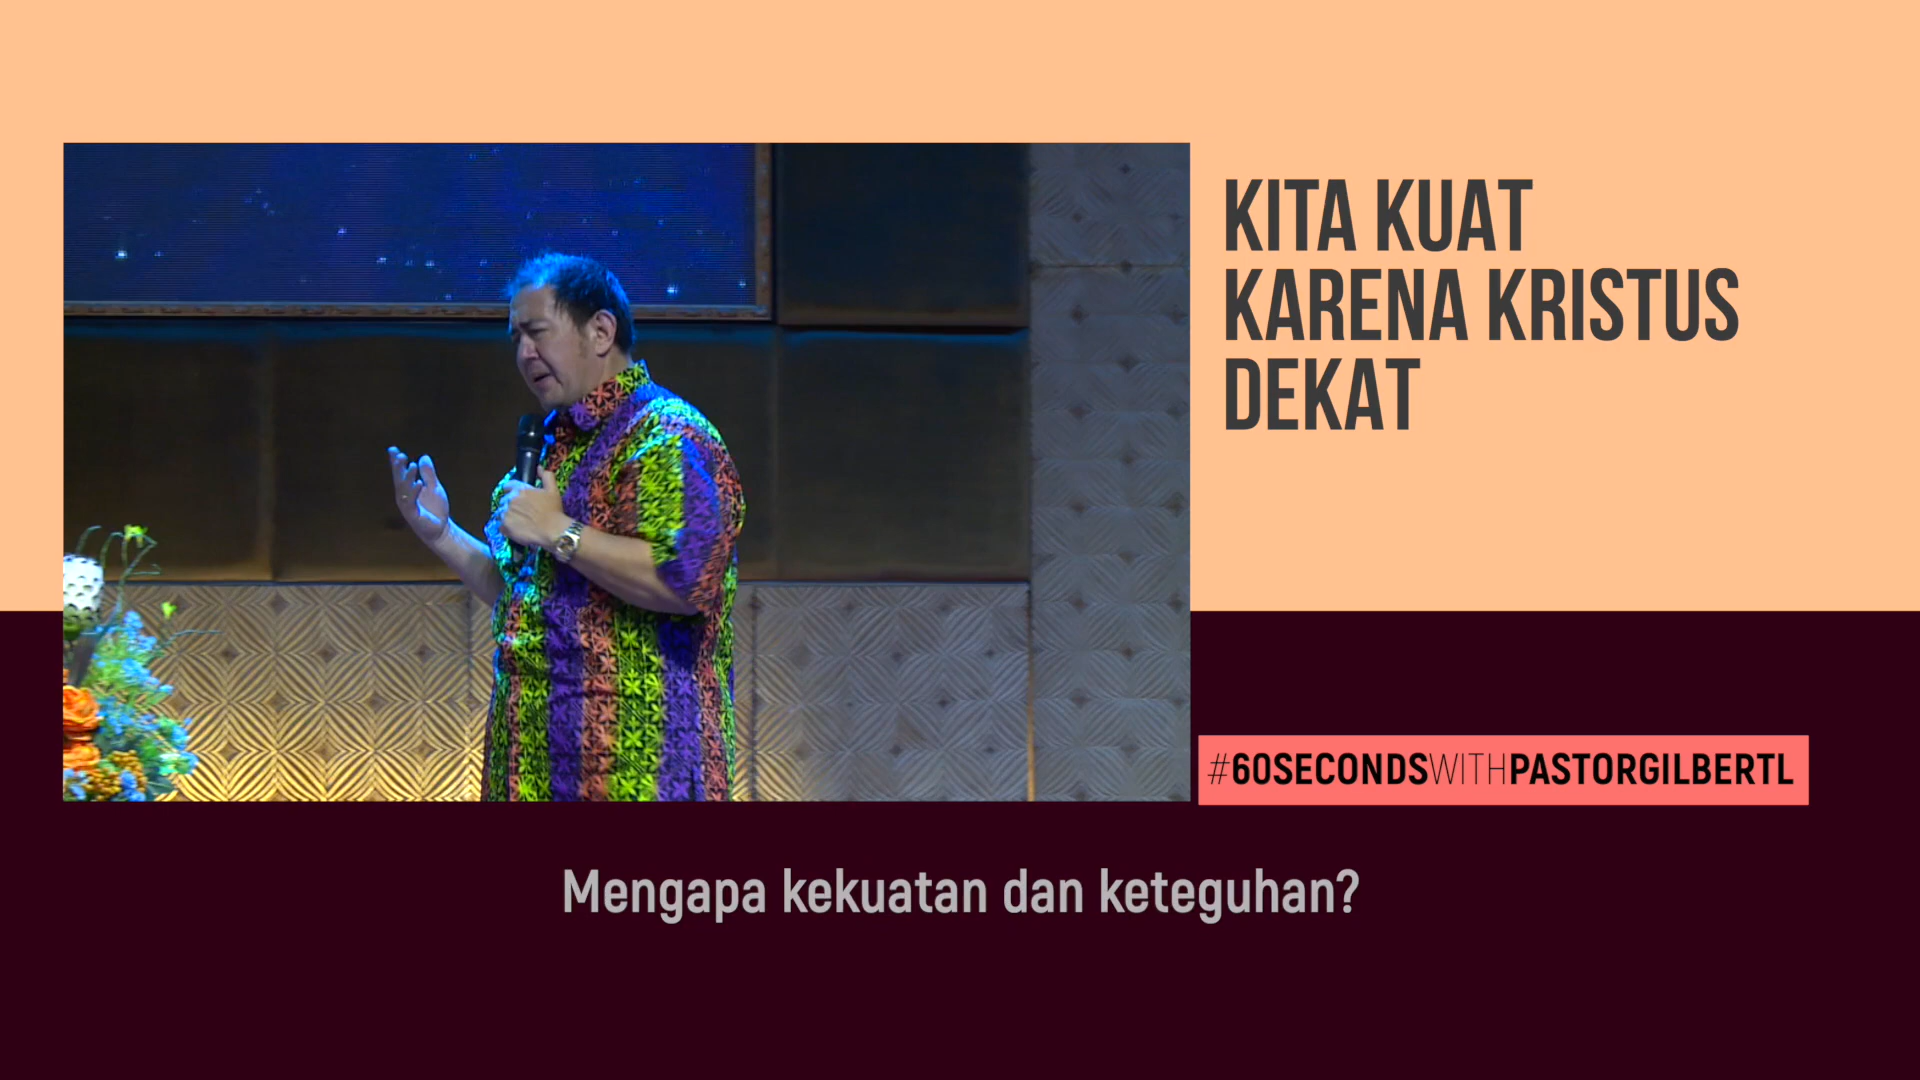 KITA KUAT
KARENA KRISTUS
DEKAT
#60SECONDSWITHPASTORGILBERTL
Mengapa kekuatan dan keteguhan?